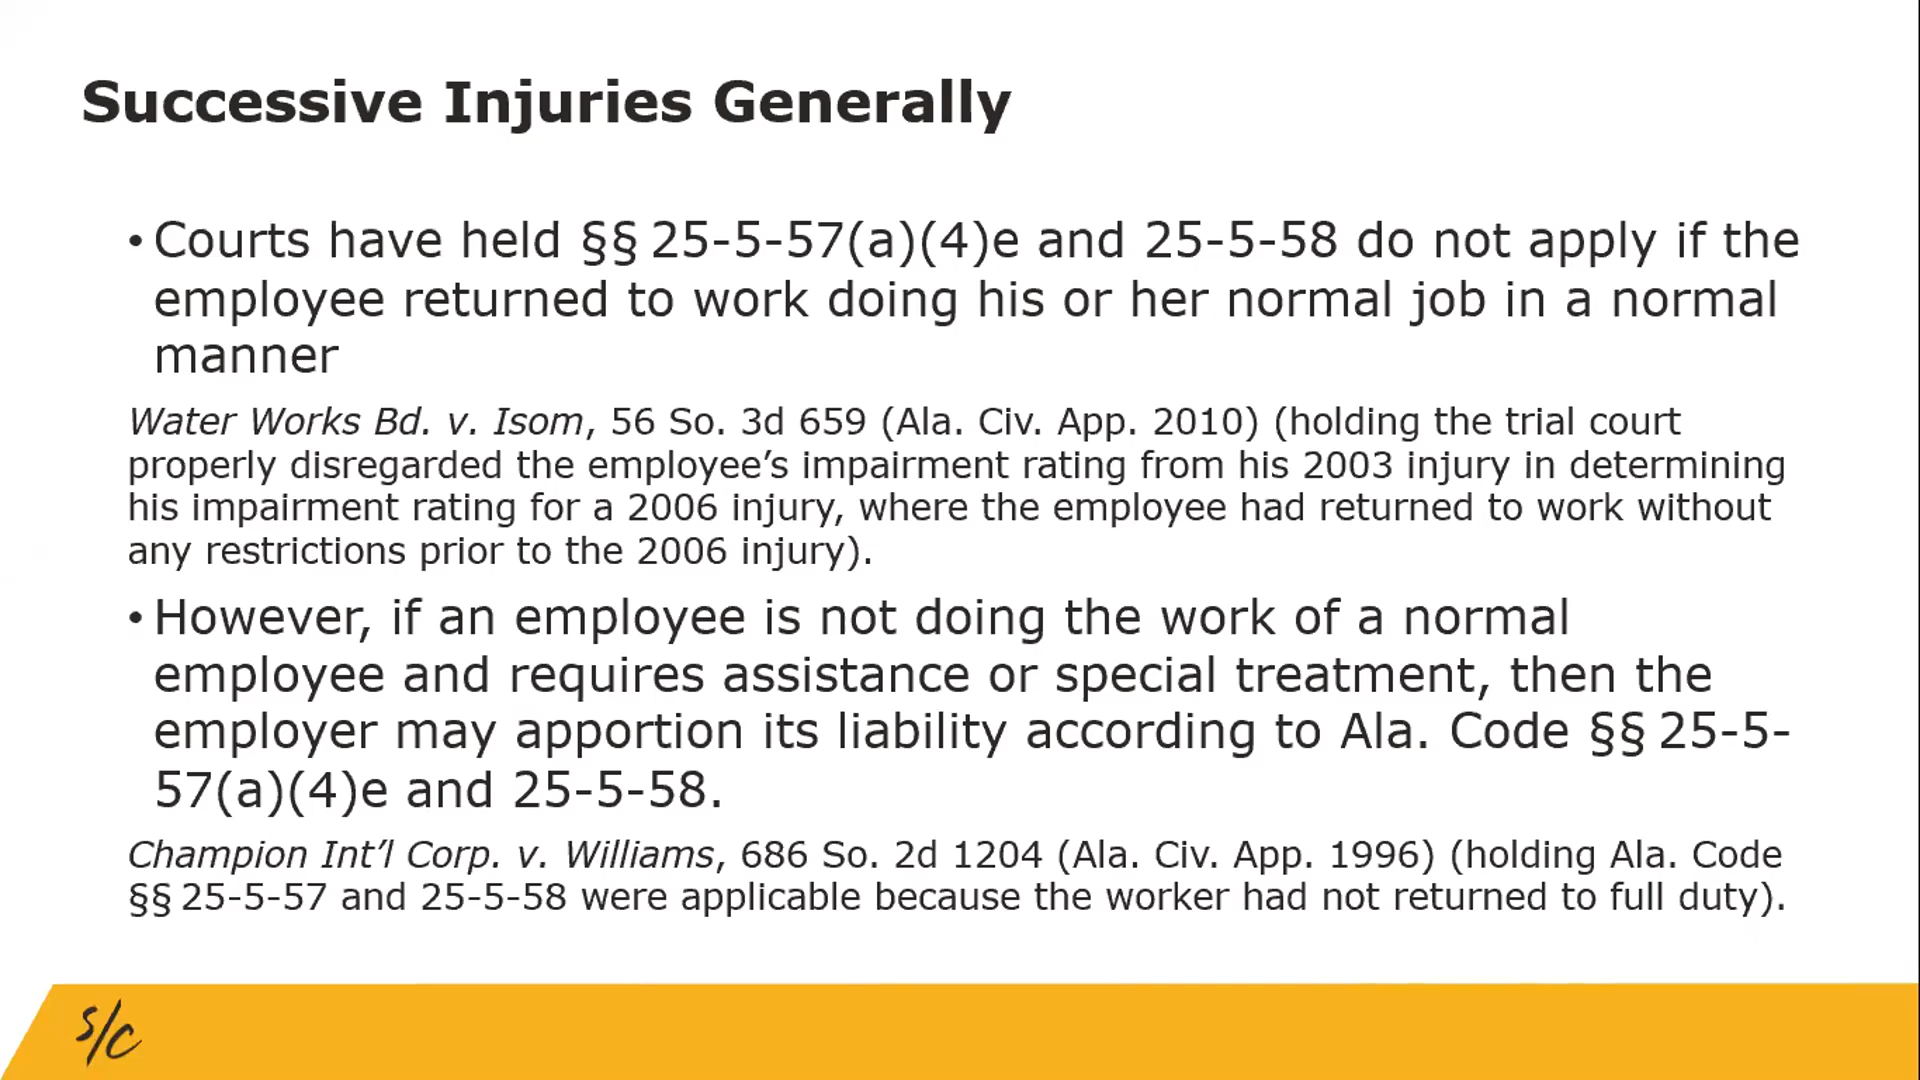 Successive Injuries Generally
• Courts have held §§ 25-5-57(a)(4)e and 25-5-58 do not apply if the
employee returned to work doing his or her normal job in a normal
manner
Water Works Bd. v. Isom, 56 So. 3d 659 (Ala. Civ. App. 2010) (holding the trial court
properly disregarded the employee’s impairment rating from his 2003 injury in determining
his impairment rating for a 2006 injury, where the employee had returned to work without
any restrictions prior to the 2006 injury).
• However, if an employee is not doing the work of a normal
employee and requires assistance or special treatment, then the
employer may apportion its liability according to Ala. Code §§ 25-5-
57(a)(4)e and 25-5-58.
Champion Int’l Corp. v. Williams, 686 So. 2d 1204 (Ala. Civ. App. 1996) (holding Ala. Code
§§ 25-5-57 and 25-5-58 were applicable because the worker had not returned to full duty).
s/c